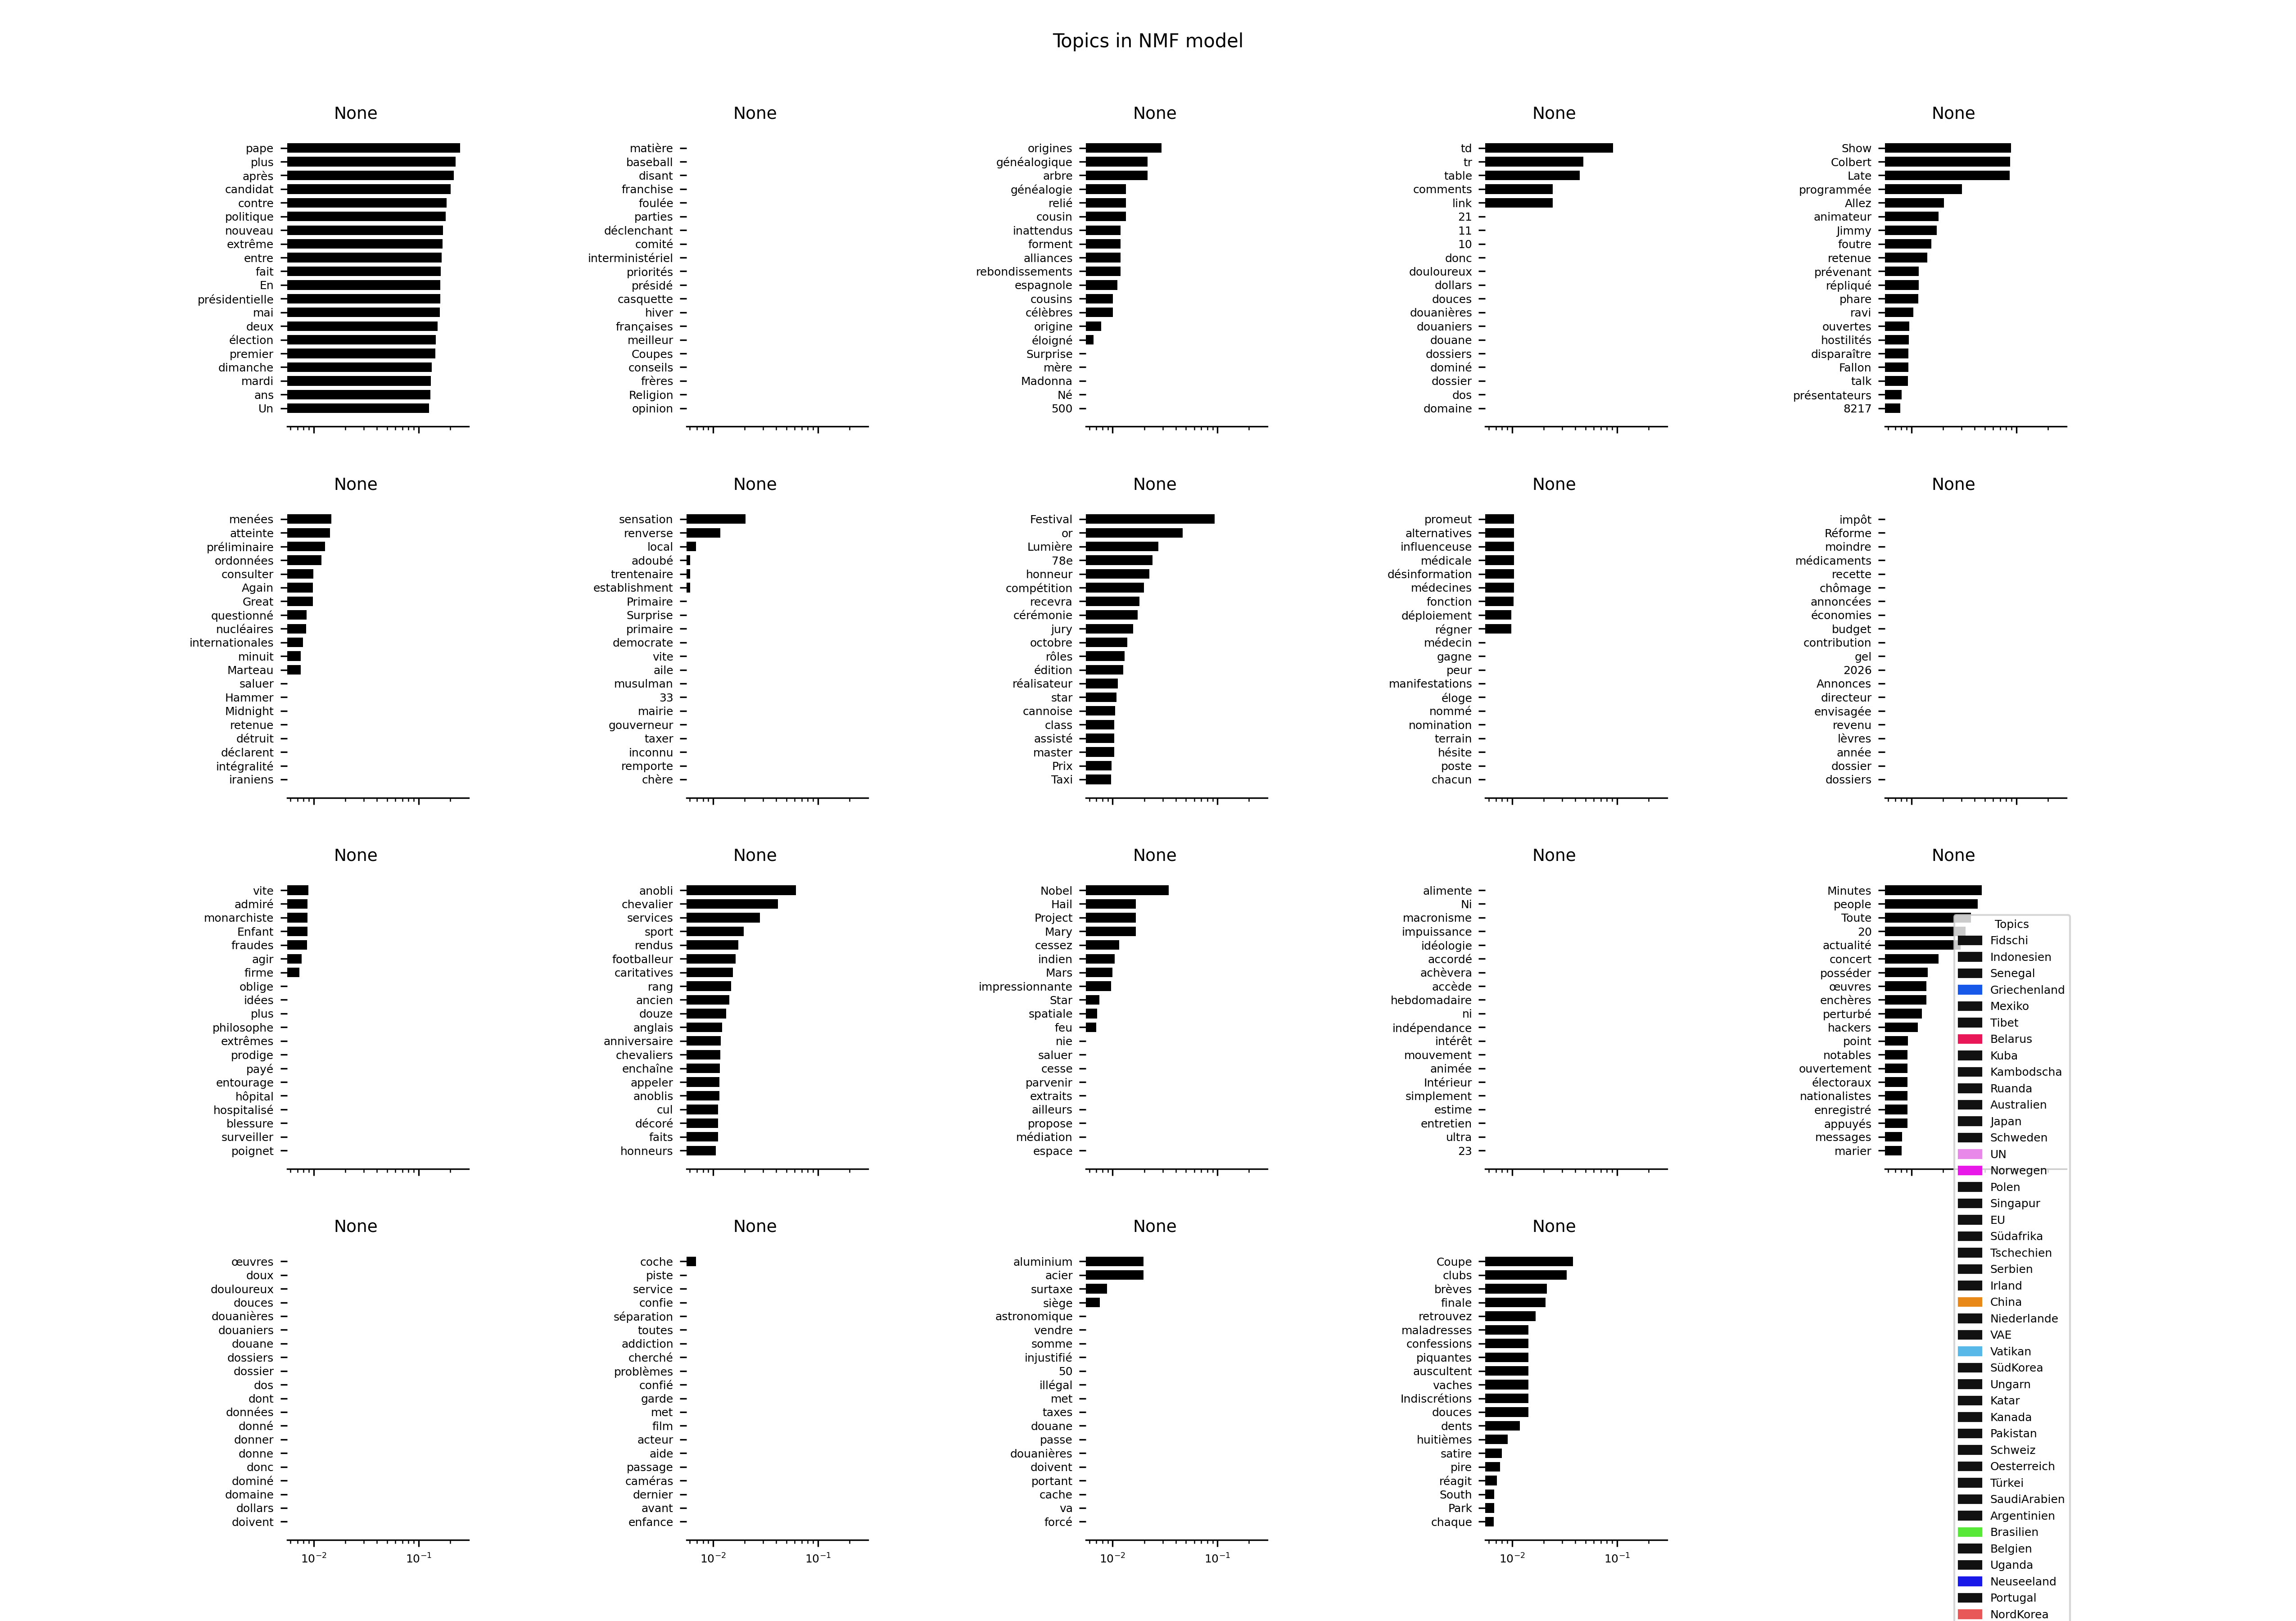 Topics in NMF model
None
pape
plus
après
candidat
contre
politique
nouveau
extrême
entre
fait
En
présidentielle
mai
deux
élection
premier
dimanche
mardi
ans
Un
None
matière
baseball
disant
franchise
foulée
parties
déclenchant
comité
interministériel
priorités
présidé
casquette
hiver
françaises
meilleur
Coupes
conseils
frères
Religion
opinion
None
origines
généalogique
arbre
généalogie
relié
cousin
inattendus
forment
alliances
rebondissements
espagnole
cousins
célèbres
origine
éloigné
Surprise
mère
Madonna
Né
500
None
td
tr
table
comments
link
21
11
10
donc
douloureux
dollars
douces
douanières
douaniers
douane
dossiers
dominé
dossier
dos
domaine
None
Show
Colbert
Late
programmée
Allez
animateur
Jimmy
foutre
retenue
prévenant
répliqué
phare
ravi
ouvertes
hostilités
disparaître
Fallon
talk
présentateurs
8217
None
menées
atteinte
préliminaire
ordonnées
consulter
Again
Great
questionné
nucléaires
internationales
minuit
Marteau
saluer
Hammer
Midnight
retenue
détruit
déclarent
intégralité
iraniens
None
sensation
renverse
local
adoubé
trentenaire
establishment
Primaire
Surprise
primaire
democrate
vite
aile
musulman
33
mairie
gouverneur
taxer
inconnu
remporte
chère
None
Festival
or
Lumière
78e
honneur
compétition
recevra
cérémonie
jury
octobre
rôles
édition
réalisateur
star
cannoise
class
assisté
master
Prix
Taxi
None
promeut
alternatives
influenceuse
médicale
désinformation
médecines
fonction
déploiement
régner
médecin
gagne
peur
manifestations
éloge
nommé
nomination
terrain
hésite
poste
chacun
None
impôt
Réforme
moindre
médicaments
recette
chômage
annoncées
économies
budget
contribution
gel
2026
Annonces
directeur
envisagée
revenu
lèvres
année
dossier
dossiers
None
vite
admiré
monarchiste
Enfant
fraudes
agir
firme
oblige
idées
plus
philosophe
extrêmes
prodige
payé
entourage
hôpital
hospitalisé
blessure
surveiller
poignet
None
anobli
chevalier
services
sport
rendus
footballeur
caritatives
rang
ancien
douze
anglais
anniversaire
chevaliers
enchaîne
appeler
anoblis
cul
décoré
faits
honneurs
None
Nobel
Hail
Project
Mary
cessez
indien
Mars
impressionnante
Star
spatiale
feu
nie
saluer
cesse
parvenir
extraits
ailleurs
propose
médiation
espace
None
alimente
Ni
macronisme
impuissance
idéologie
accordé
achèvera
accède
hebdomadaire
ni
indépendance
intérêt
mouvement
animée
Intérieur
simplement
estime
entretien
ultra
23
None
Minutes
people
Toute
20
actualité
concert
posséder
œuvres
enchères
perturbé
hackers
point
notables
ouvertement
électoraux
nationalistes
enregistré
appuyés
messages
marier
None
œuvres
doux
douloureux
douces
douanières
douaniers
douane
dossiers
dossier
dos
dont
données
donné
donner
donne
donc
dominé
domaine
dollars
doivent
10⁻² 10⁻¹
None
coche
piste
service
confie
séparation
toutes
addiction
cherché
problèmes
confié
garde
met
film
acteur
aide
passage
caméras
dernier
avant
enfance
10⁻² 10⁻¹
None
aluminium
acier
surtaxe
siège
astronomique
vendre
somme
injustifié
50
illégal
met
taxes
douane
passe
douanières
doivent
portant
cache
va
forcé
10⁻² 10⁻¹
None
Coupe
clubs
brèves
finale
retrouvez
maladresses
confessions
piquantes
auscultent
vaches
Indiscrétions
douces
dents
huitièmes
satire
pire
réagit
South
Park
chaque
10⁻² 10⁻¹
Topics
Fidschi
Indonesien
Senegal
Griechenland
Mexiko
Tibet
Belarus
Kuba
Kambodscha
Ruanda
Australien
Japan
Schweden
UN
Norwegen
Polen
Singapur
EU
Südafrika
Tschechien
Serbien
Irland
China
Niederlande
VAE
Vatikan
SüdKorea
Ungarn
Katar
Kanada
Pakistan
Schweiz
Oesterreich
Türkei
SaudiArabien
Argentinien
Brasilien
Belgien
Uganda
Neuseeland
Portugal
NordKorea